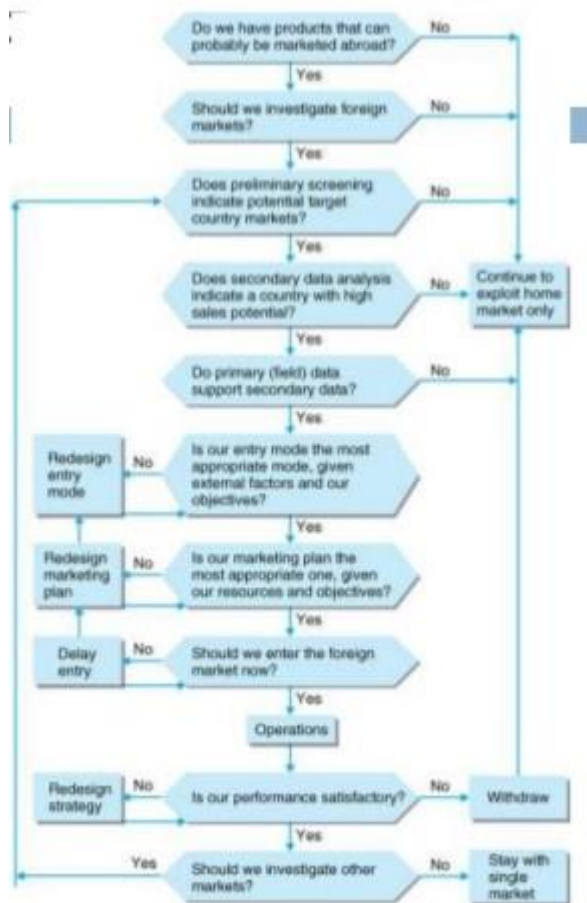 Do we have products that can
probably be marketed abroad?
No
Yes
Should we investigate foreign
markets?
No
Yes
Does preliminary screening
indicate potential target
country markets?
No
Yes
Does secondary data analysis
indicate a country with high
sales potential?
No
Continue to
exploit home
market only
Yes
Do primary (field) data
support secondary data?
No
Yes
Redesign
entry
mode
No
Is our entry mode the most
appropriate mode, given
external factors and our
objectives?
Yes
Redesign
marketing
plan
No
Is our marketing plan the
most appropriate one, given
our resources and objectives?
Yes
Delay
entry
No
Should we enter the foreign
market now?
Yes
Operations
Redesign
strategy
No
Is our performance satisfactory?
No
Withdraw
Yes
Yes
Should we investigate other
markets?
No
Stay with
single
market